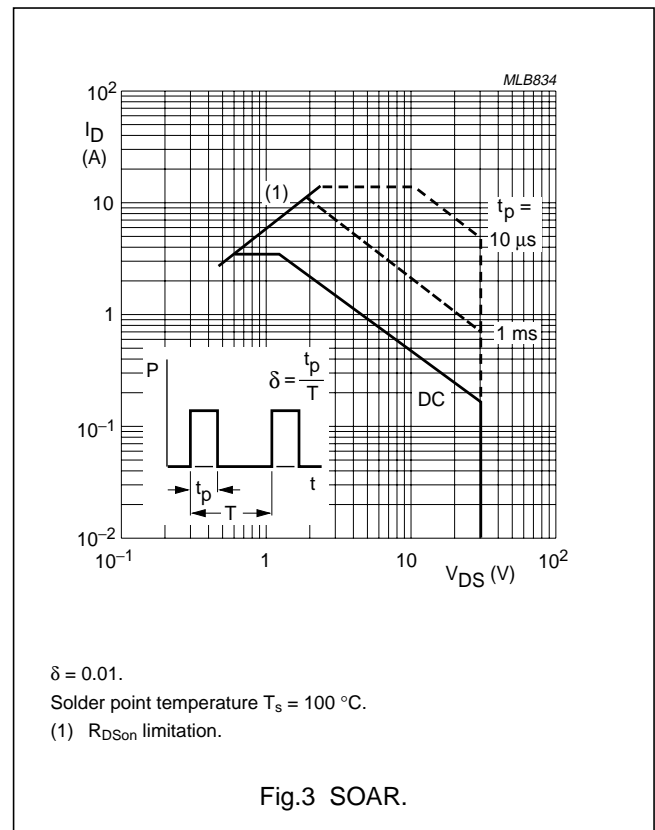 MLB834
10²
I_D
(A)
(1)
10
t_p =
10 µs
1
1 ms
P
δ = t_p / T
DC
10⁻¹
t_p
t
T
10⁻²
10⁻¹
1
10
V_DS (V)
10²
δ = 0.01.
Solder point temperature T_s = 100 °C.
(1) R_DSon limitation.
Fig.3 SOAR.